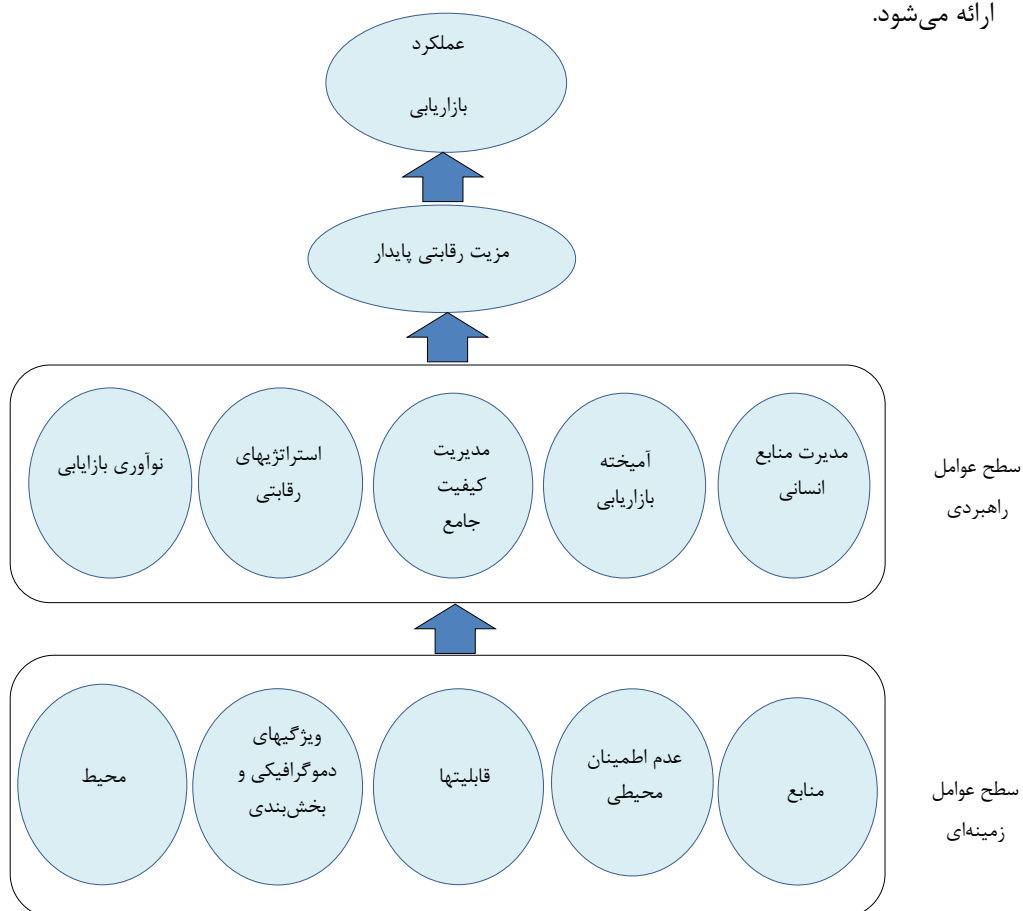 ارائه می‌شود.
عملکرد
بازاریابی
مزیت رقابتی پایدار
مدیرت منابع
انسانی
آمیخته
بازاریابی
مدیریت
کیفیت
جامع
استراتژیهای
رقابتی
نوآوری بازایابی
سطح عوامل
راهبردی
منابع
عدم اطمینان
محیطی
قابلیتها
ویژگیهای
دموگرافیکی و
بخش‌بندی
محیط
سطح عوامل
زمینه‌ای